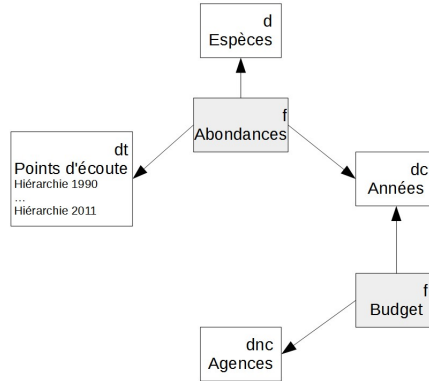 d
Espèces
f
Abondances
dt
Points d'écoute
Hiérarchie 1990
...
Hiérarchie 2011
dc
Années
f
Budget
dnc
Agences